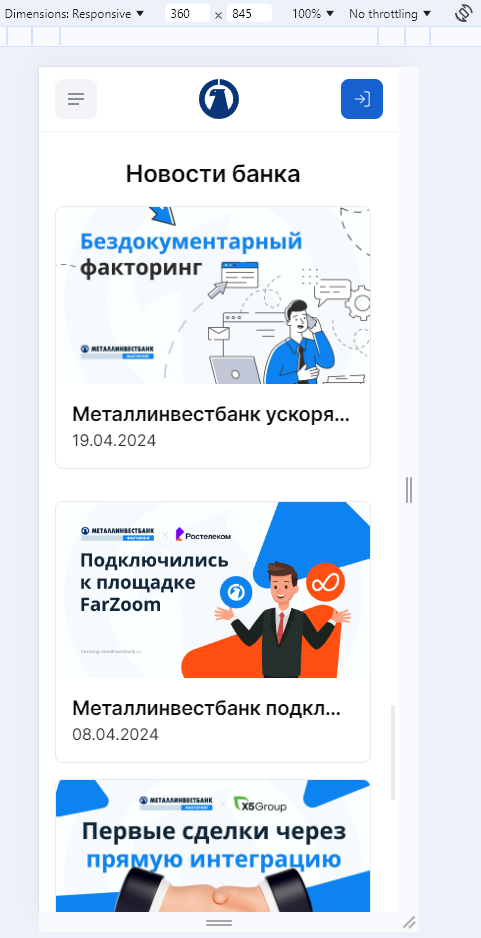 Dimensions: Responsive 360 × 845 100% No throttling
Новости банка
Бездокументарный
факторинг
МЕТАЛЛИНВЕСТБАНК
ФАКТОРИНГ
Металлинвестбанк ускоря...
19.04.2024
МЕТАЛЛИНВЕСТБАНК
ФАКТОРИНГ
× Ростелеком
Подключились
к площадке
FarZoom
factoring.metallinvestbank.ru
Металлинвестбанк подкл...
08.04.2024
МЕТАЛЛИНВЕСТБАНК
ФАКТОРИНГ
× X5Group
Первые сделки через
прямую интеграцию